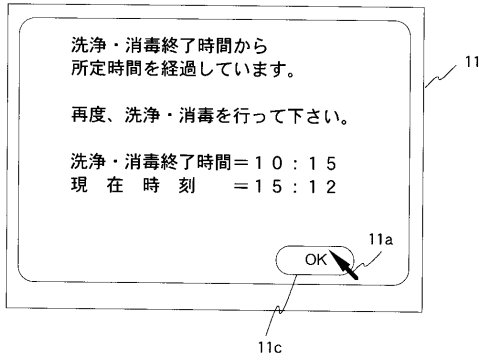 洗浄・消毒終了時間から
所定時間を経過しています。
再度、洗浄・消毒を行って下さい。
洗浄・消毒終了時間＝１０：１５
現　在　時　刻　　＝１５：１２
OK
11
11a
11c